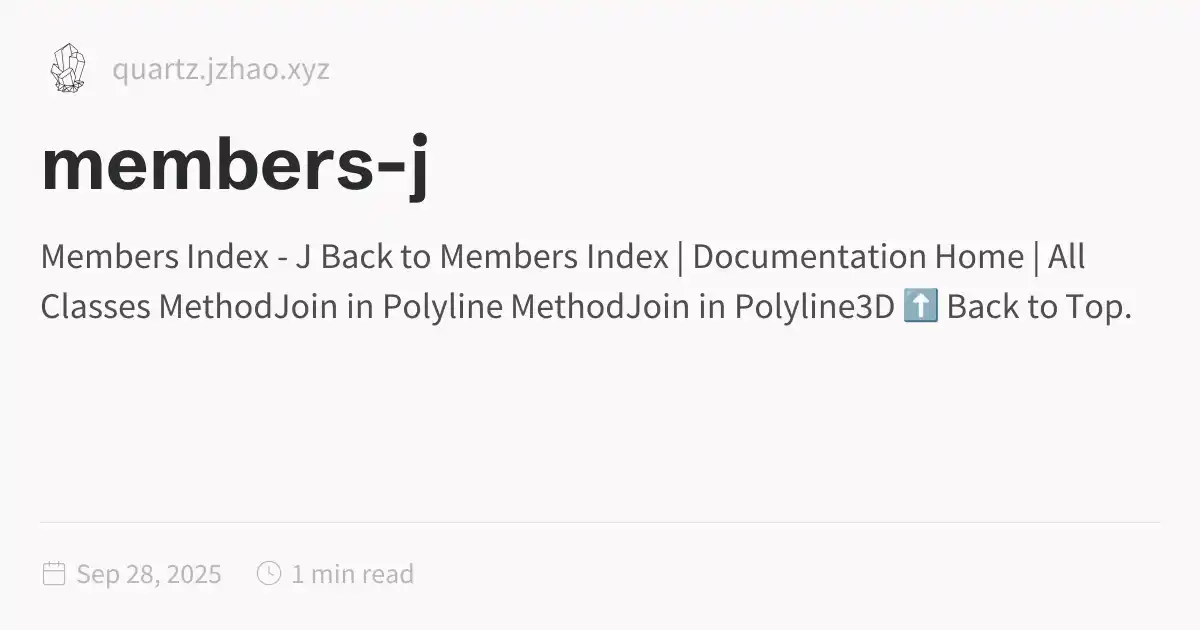 quartz.jzhao.xyz
members-j
Members Index - J Back to Members Index | Documentation Home | All
Classes MethodJoin in Polyline MethodJoin in Polyline3D ⬆️ Back to Top.
Sep 28, 2025 1 min read